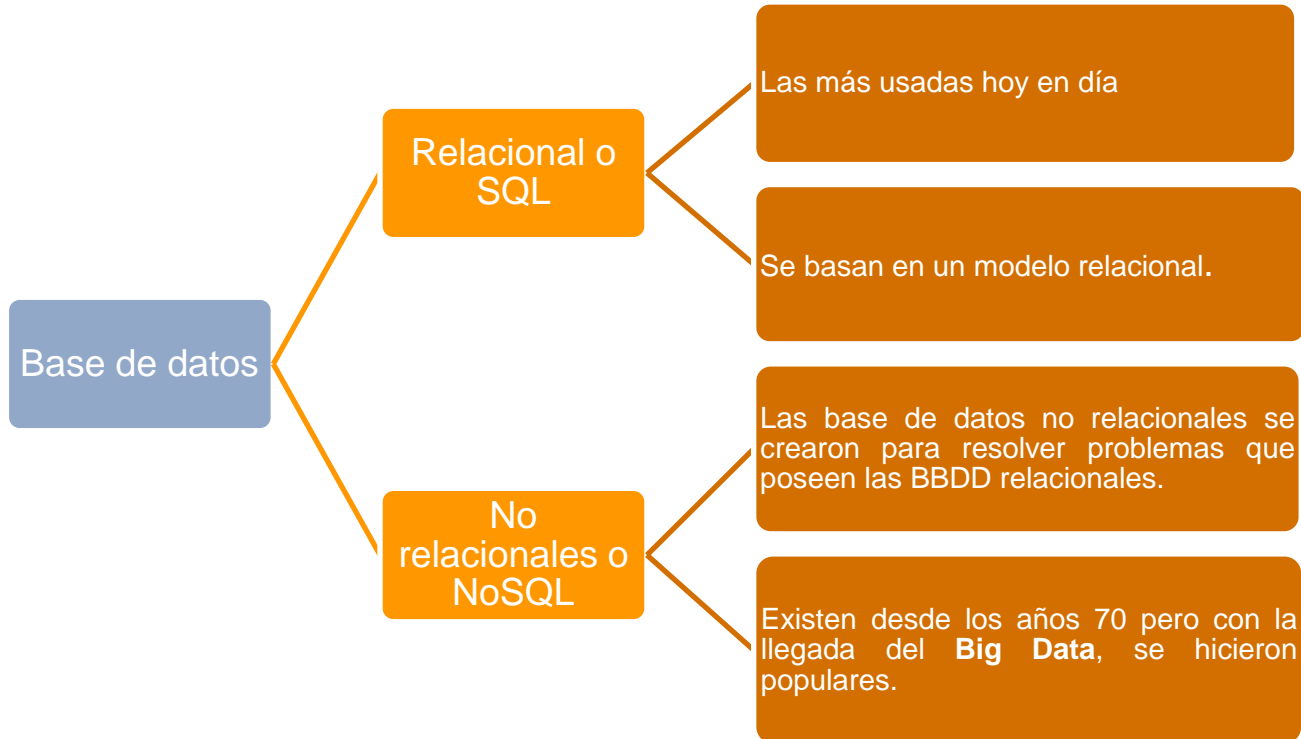 Base de datos
Relacional o
SQL
Las más usadas hoy en día
Se basan en un modelo relacional.
No
relacionales o
NoSQL
Las base de datos no relacionales se
crearon para resolver problemas que
poseen las BBDD relacionales.
Existen desde los años 70 pero con la
llegada del Big Data, se hicieron
populares.